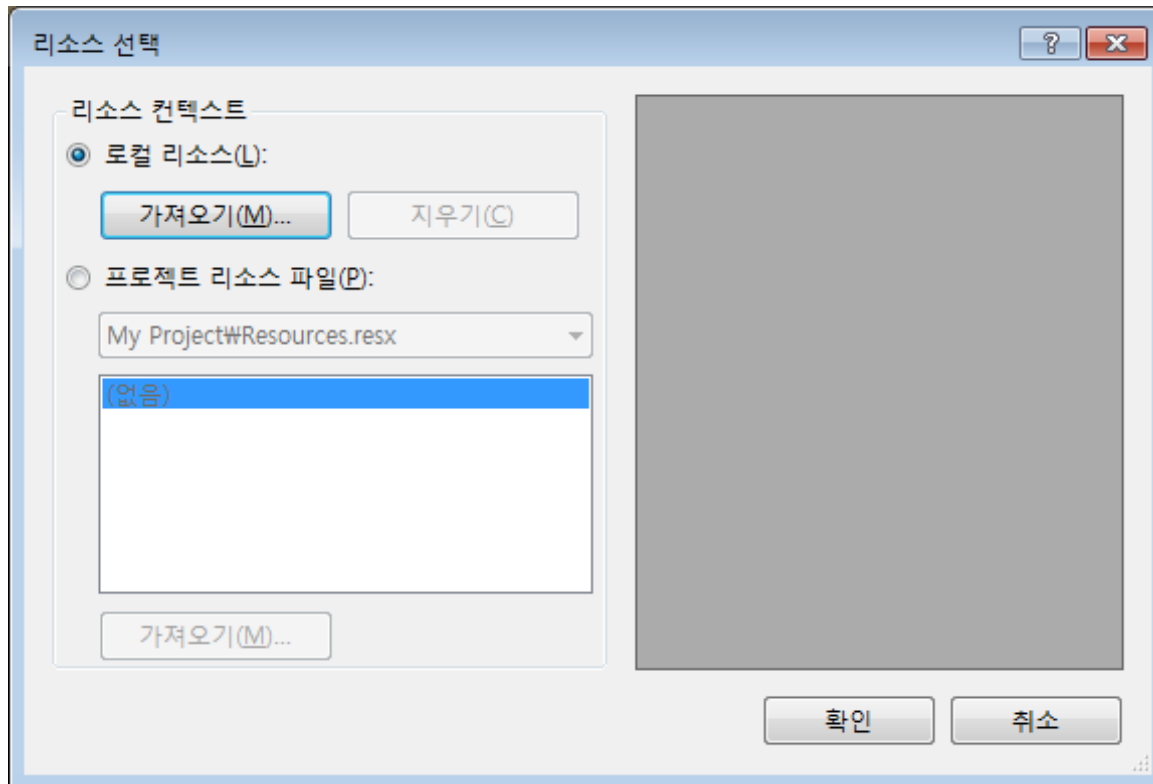 리소스 선택
리소스 컨텍스트
로컬 리소스(L):
가져오기(M)... 지우기(C)
프로젝트 리소스 파일(P):
My Project₩Resources.resx
(없음)
가져오기(M)...
확인 취소